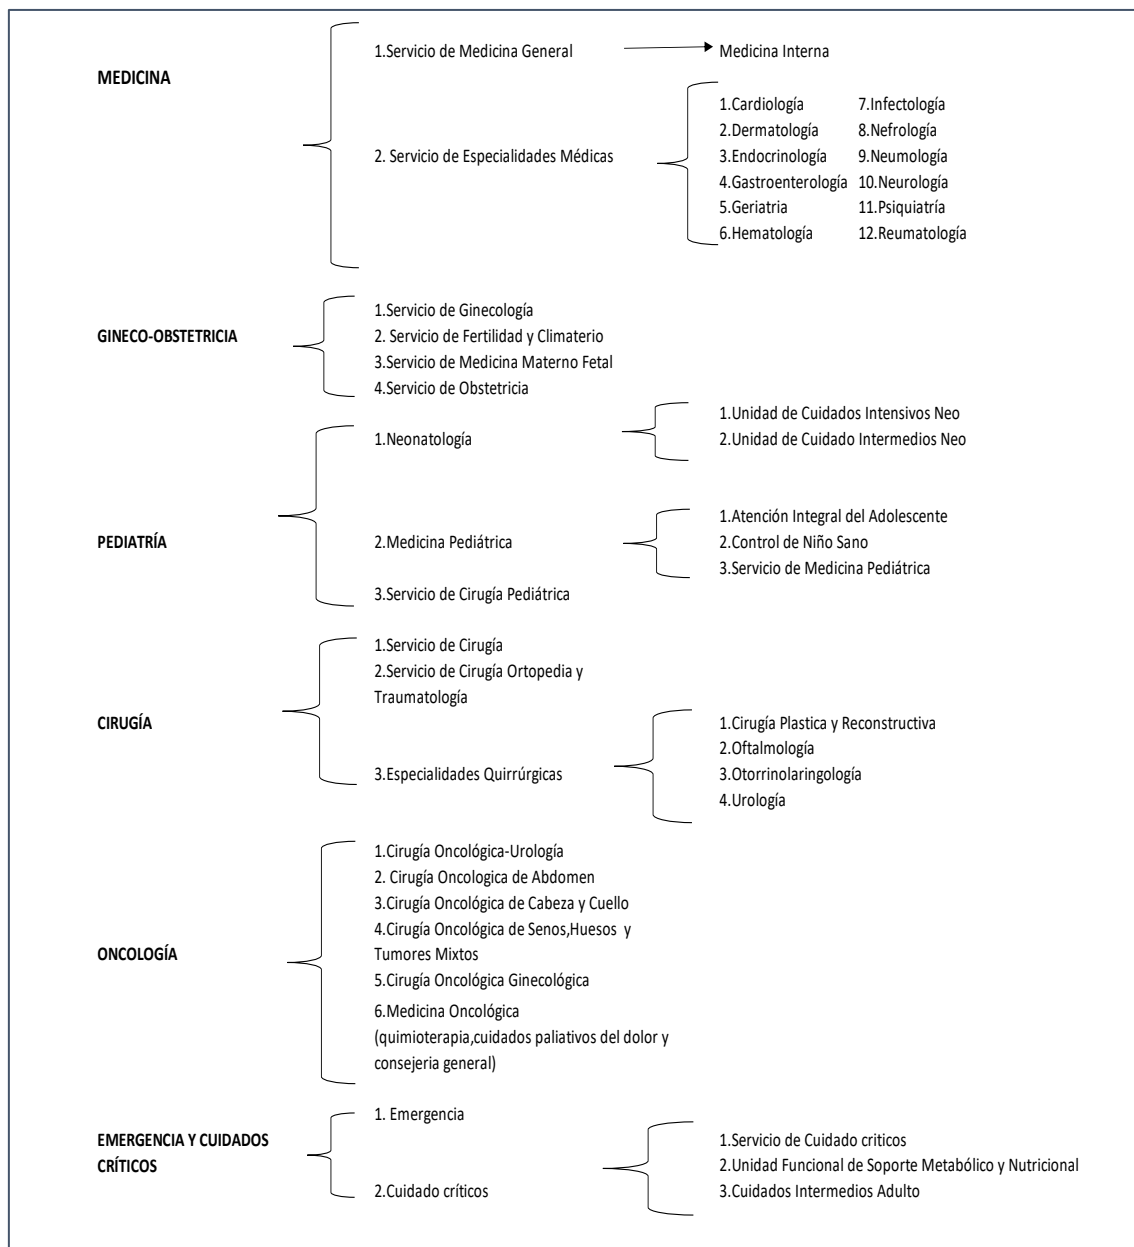 MEDICINA
1.Servicio de Medicina General
Medicina Interna
2. Servicio de Especialidades Médicas
1.Cardiología
2.Dermatología
3.Endocrinología
4.Gastroenterología
5.Geriatria
6.Hematología
7.Infectología
8.Nefrología
9.Neumología
10.Neurología
11.Psiquiatría
12.Reumatología
GINECO-OBSTETRICIA
1.Servicio de Ginecología
2. Servicio de Fertilidad y Climaterio
3.Servicio de Medicina Materno Fetal
4.Servicio de Obstetricia
PEDIATRÍA
1.Neonatología
1.Unidad de Cuidados Intensivos Neo
2.Unidad de Cuidado Intermedios Neo
2.Medicina Pediátrica
1.Atención Integral del Adolescente
2.Control de Niño Sano
3.Servicio de Medicina Pediátrica
3.Servicio de Cirugía Pediátrica
CIRUGÍA
1.Servicio de Cirugía
2.Servicio de Cirugía Ortopedia y
Traumatología
3.Especialidades Quirrúrgicas
1.Cirugía Plastica y Reconstructiva
2.Oftalmología
3.Otorrinolaringología
4.Urología
ONCOLOGÍA
1.Cirugía Oncológica-Urología
2. Cirugía Oncologica de Abdomen
3.Cirugía Oncológica de Cabeza y Cuello
4.Cirugía Oncológica de Senos,Huesos y
Tumores Mixtos
5.Cirugía Oncológica Ginecológica
6.Medicina Oncológica
(quimioterapia,cuidados paliativos del dolor y
consejeria general)
EMERGENCIA Y CUIDADOS
CRÍTICOS
1. Emergencia
2.Cuidado críticos
1.Servicio de Cuidado criticos
2.Unidad Funcional de Soporte Metabólico y Nutricional
3.Cuidados Intermedios Adulto